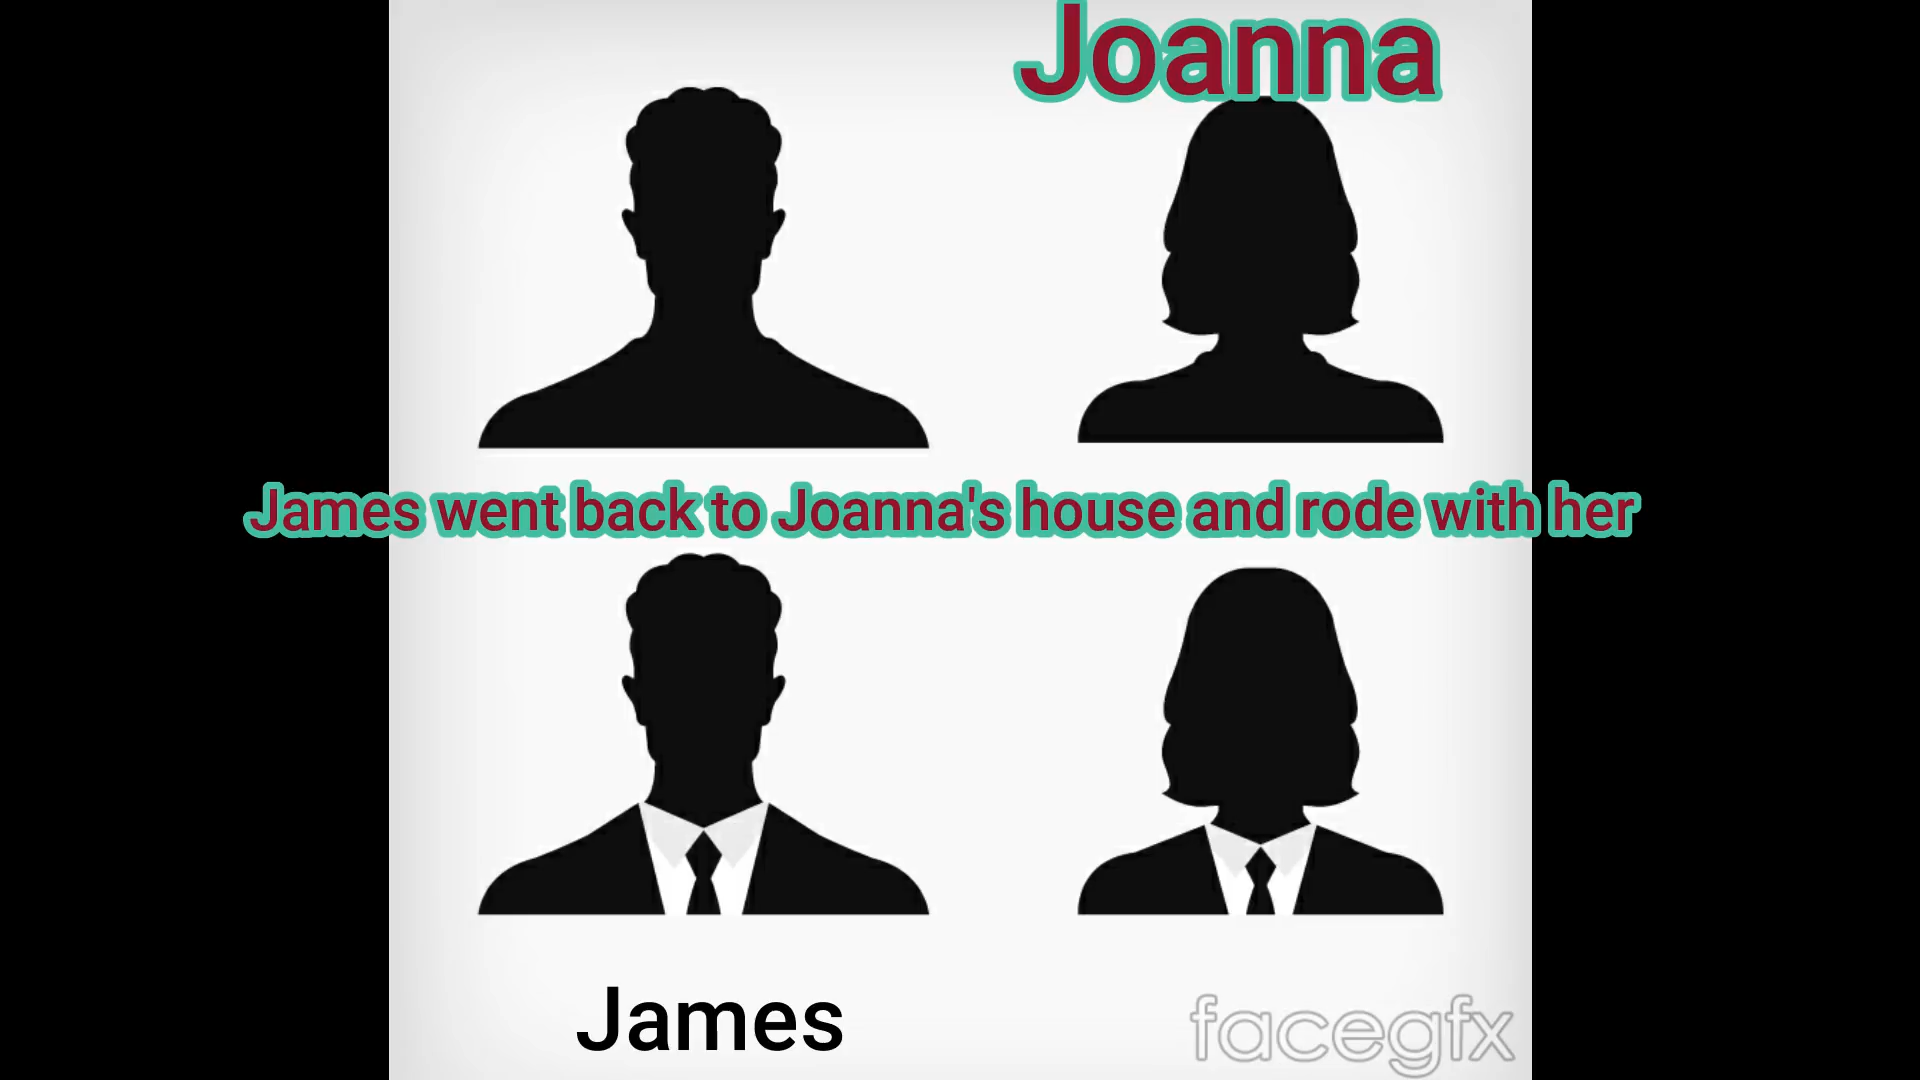 Joanna
James went back to Joanna's house and rode with her
James
facegfx